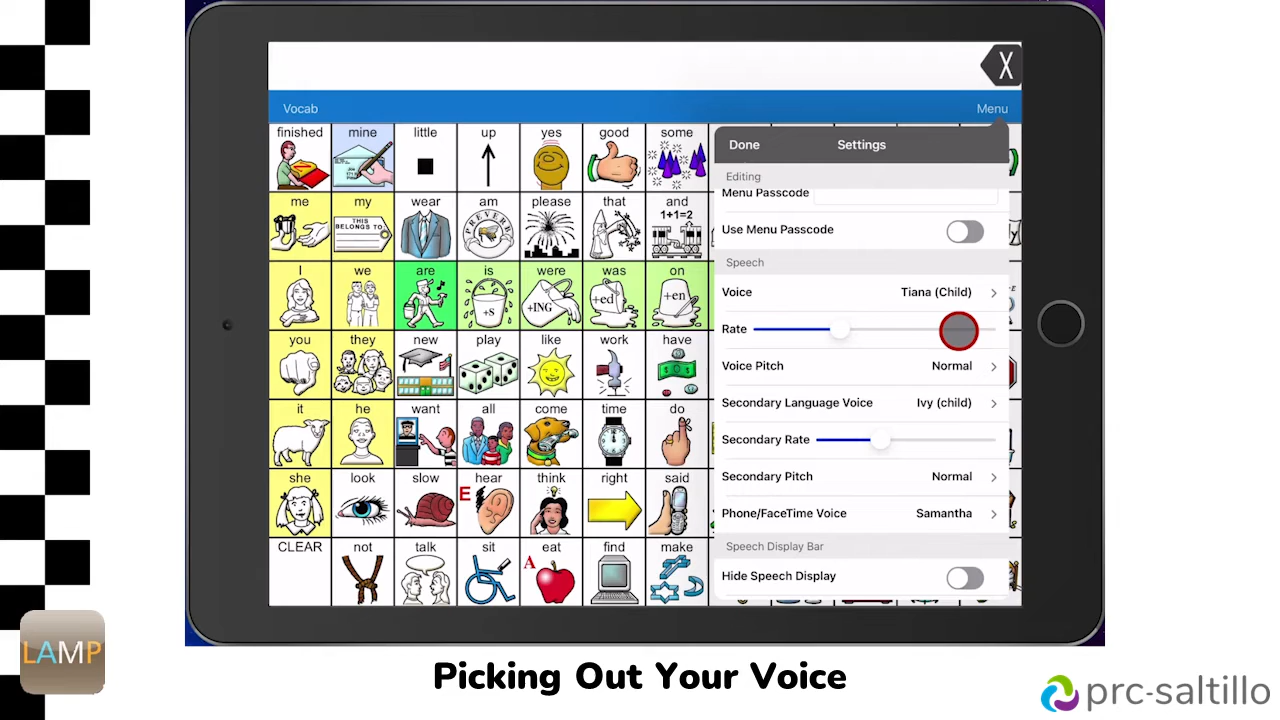 X
Vocab
Menu
finished mine little up yes good some
me my wear am please that and
THIS BELONGS TO
PREVERB
1+1=2
I we are is were was on
+S +ING +ed +en
you they new play like work have
it he want all come time do
she look slow hear think right said
E
CLEAR not talk sit eat find make
A
Done Settings
Editing
Menu Passcode
Use Menu Passcode
Speech
Voice Tiana (Child)
Rate
Voice Pitch Normal
Secondary Language Voice Ivy (child)
Secondary Rate
Secondary Pitch Normal
Phone/FaceTime Voice Samantha
Speech Display Bar
Hide Speech Display
LAMP
Picking Out Your Voice
prc-saltillo